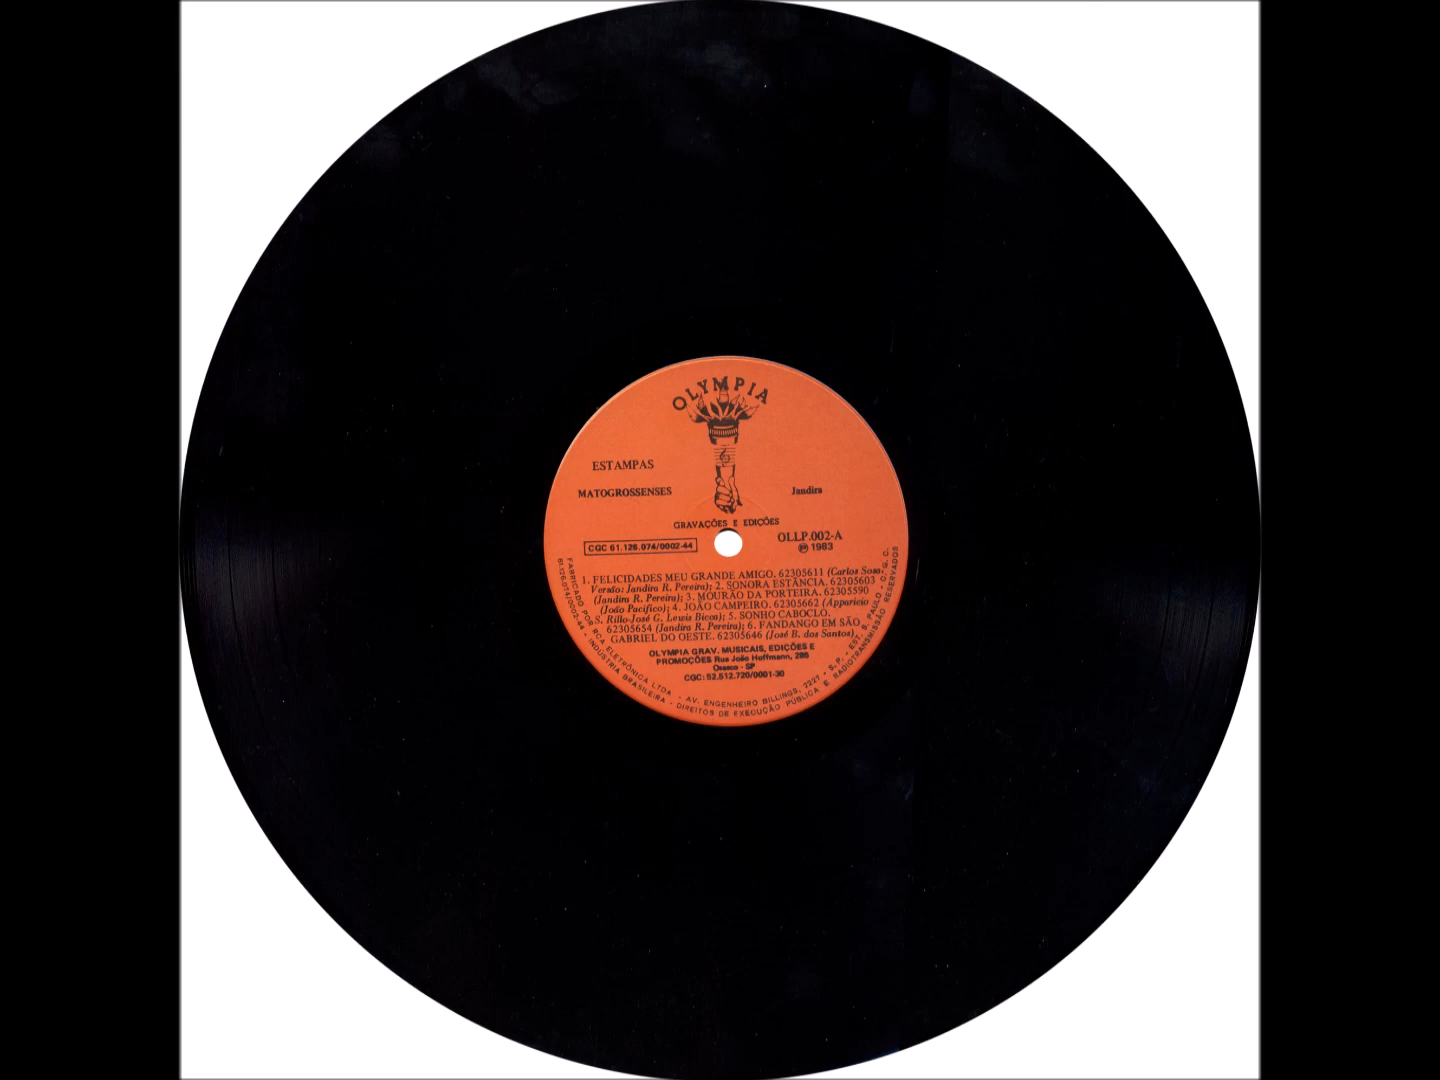 OLYMPIA
ESTAMPAS
MATOGROSSENSES
Jandira
GRAVAÇÕES E EDIÇÕES
CGC 61.126.074/0002-44
OLLP.002-A
℗ 1983
1. FELICIDADES MEU GRANDE AMIGO. 62305611 (Carlos Sosa-
Versão: Jandira R. Pereira); 2. SONORA ESTÂNCIA. 62305603
(Jandira R. Pereira); 3. MOURÃO DA PORTEIRA. 62305590
(João Pacífico); 4. JOÃO CAMPEIRO. 62305662 (Apparicio
S. Rillo-José G. Lewis Bicca); 5. SONHO CABOCLO.
62305654 (Jandira R. Pereira); 6. FANDANGO EM SÃO
GABRIEL DO OESTE. 62305646 (José B. dos Santos).
OLYMPIA GRAV. MUSICAIS, EDIÇÕES E
PROMOÇÕES Rua João Hoffmann, 286
Osasco - SP
CGC: 52.512.720/0001-30
FABRICADO POR RCA ELETRÔNICA LTDA - AV. ENGENHEIRO BILLINGS, 2227 - S.P. - EST. S. PAULO C. G. C.
61.126.074/0002-44 - INDÚSTRIA BRASILEIRA - DIREITOS DE EXECUÇÃO PÚBLICA E RADIOTRANSMISSÃO RESERVADOS